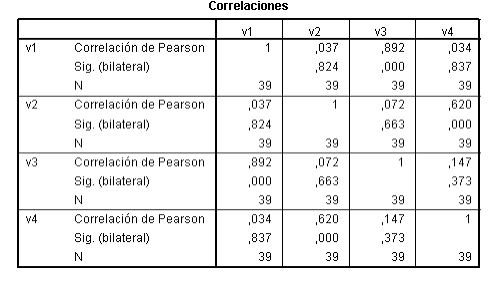 Correlaciones
v1 v2 v3 v4
v1 Correlación de Pearson 1 ,037 ,892 ,034
Sig. (bilateral) ,824 ,000 ,837
N 39 39 39 39
v2 Correlación de Pearson ,037 1 ,072 ,620
Sig. (bilateral) ,824 ,663 ,000
N 39 39 39 39
v3 Correlación de Pearson ,892 ,072 1 ,147
Sig. (bilateral) ,000 ,663 ,373
N 39 39 39 39
v4 Correlación de Pearson ,034 ,620 ,147 1
Sig. (bilateral) ,837 ,000 ,373
N 39 39 39 39